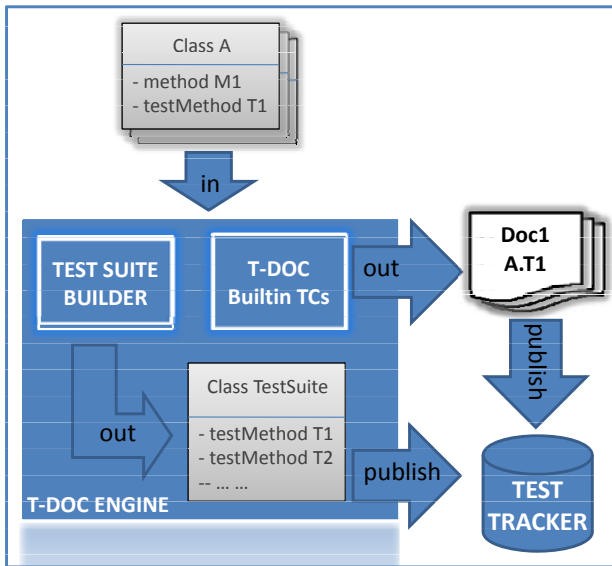 Class A
- method M1
- testMethod T1
in
TEST SUITE
BUILDER
T-DOC
Builtin TCs
out
Doc1
A.T1
publish
out
Class TestSuite
- testMethod T1
- testMethod T2
-- ... ...
publish
TEST
TRACKER
T-DOC ENGINE